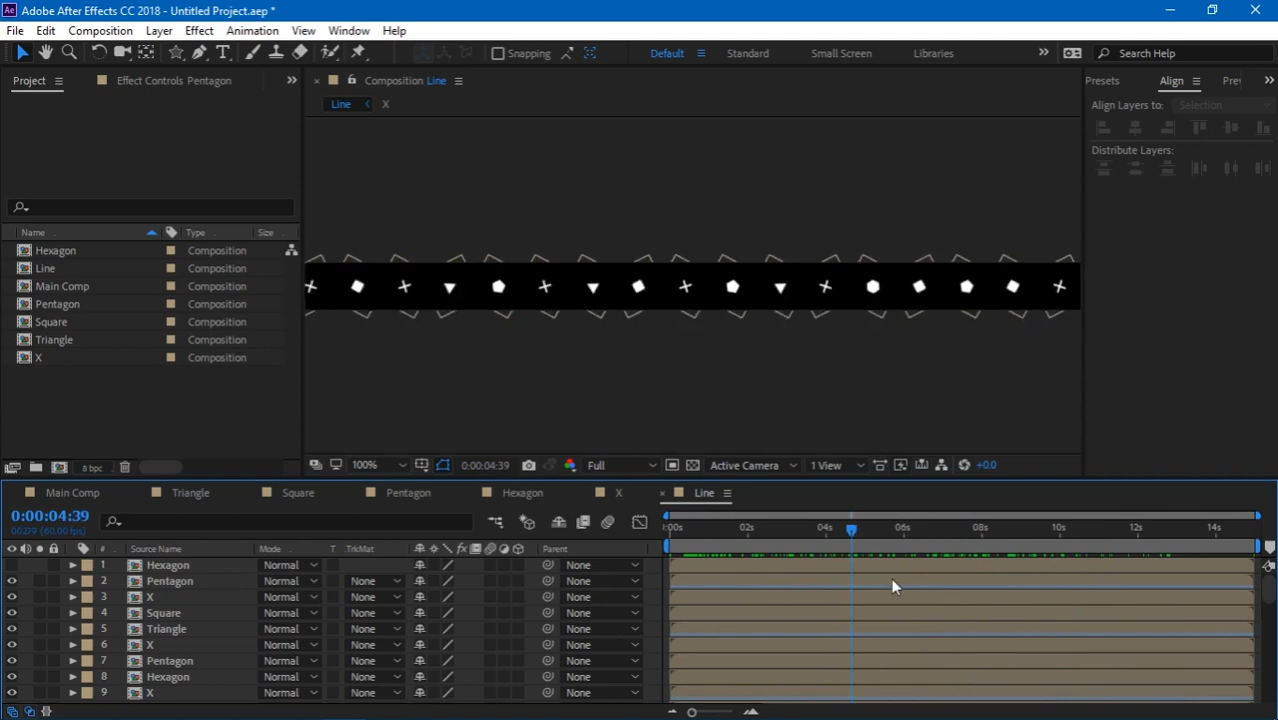 Ae Adobe After Effects CC 2018 - Untitled Project.aep *
File Edit Composition Layer Effect Animation View Window Help
Snapping Default Standard Small Screen Libraries » Search Help
Project Effect Controls Pentagon » Composition Line Presets Align »
Line X Align Layers to: Selection
Distribute Layers:
Name Type Size
Hexagon Composition
Line Composition
Main Comp Composition
Pentagon Composition
Square Composition
Triangle Composition
X Composition
8 bpc 100% 0:00:04:39 Full Active Camera 1 View +0.0
Main Comp Triangle Square Pentagon Hexagon X × Line
0:00:04:39
00279 (60.00 fps)
02s 04s 06s 08s 10s 12s 14s
# Source Name Mode T .TrkMat fx Parent
1 Hexagon Normal None
2 Pentagon Normal None None
3 X Normal None None
4 Square Normal None None
5 Triangle Normal None None
6 X Normal None None
7 Pentagon Normal None None
8 Hexagon Normal None None
9 X Normal None None